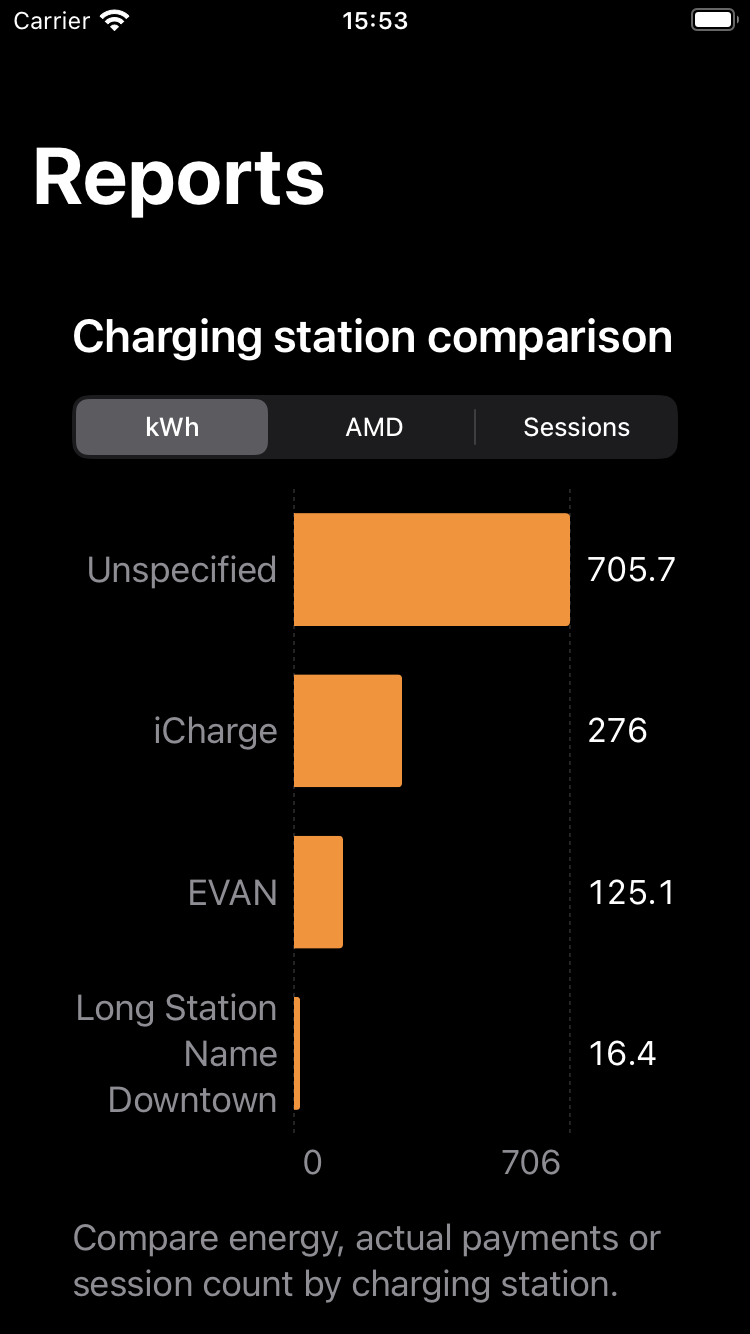 Carrier 15:53
Reports
Charging station comparison
kWh AMD Sessions
Unspecified 705.7
iCharge 276
EVAN 125.1
Long Station
Name 16.4
Downtown
0 706
Compare energy, actual payments or
session count by charging station.